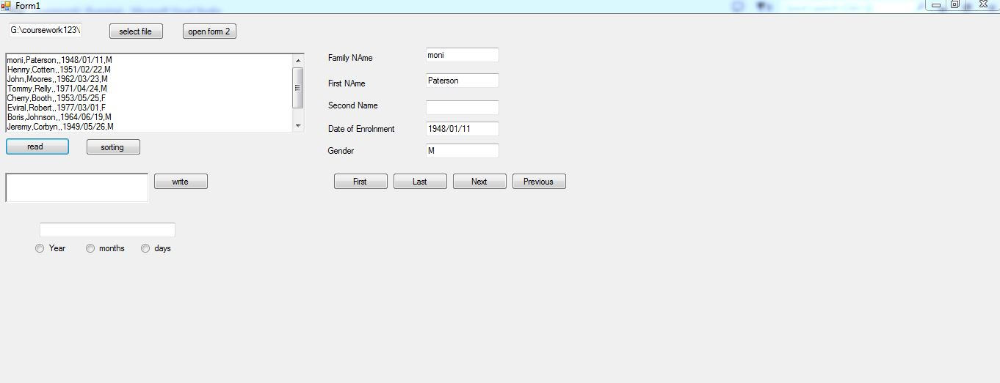 Form1
G:\coursework123\
select file
open form 2
moni,Paterson,,1948/01/11,M
Henrry,Cotten,,1951/02/22,M
John,Moores,,1962/03/23,M
Tommy,Relly,,1971/04/24,M
Cherry,Booth,,1953/05/25,F
Eviral,Robert,,1977/03/01,F
Boris,Johnson,,1964/06/19,M
Jeremy,Corbyn,,1949/05/26,M
read
sorting
write
Year
months
days
Family NAme
moni
First NAme
Paterson
Second Name
Date of Enrolnment
1948/01/11
Gender
M
First
Last
Next
Previous